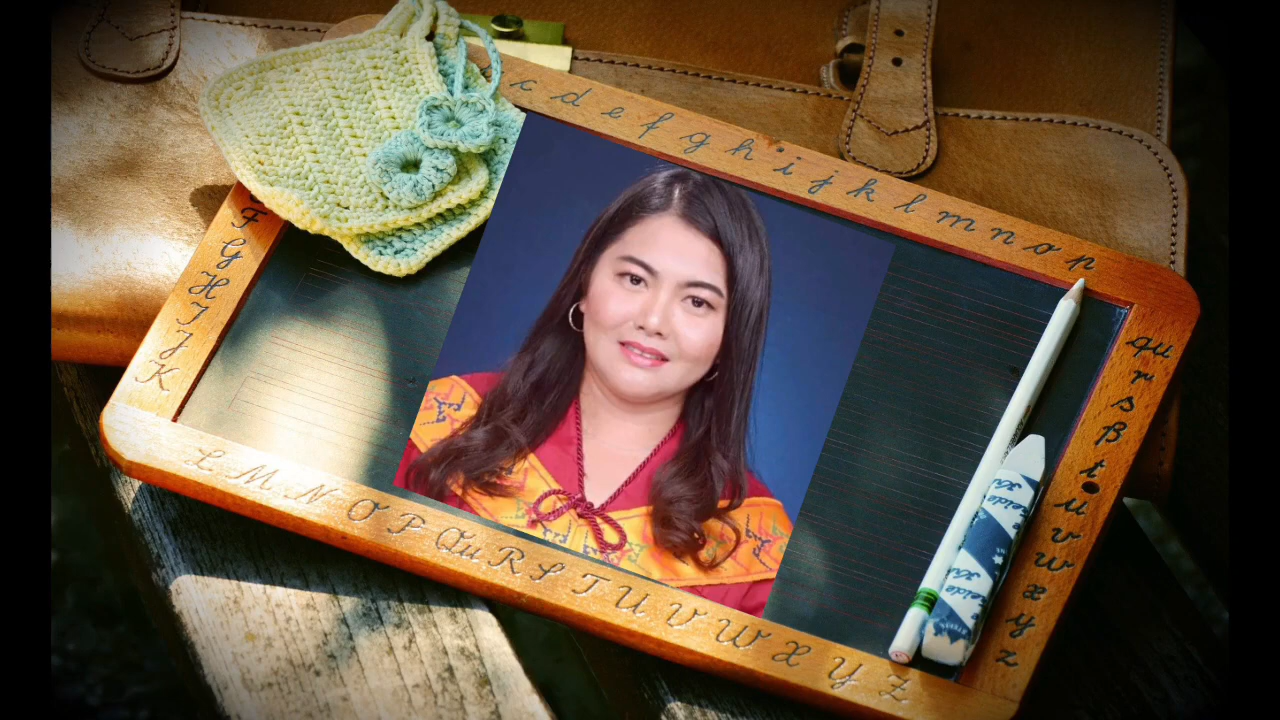 c d e f g h i j k l m n o p
qu r s ß t u v w x y z
F G H I J K
L M N O P Qu R S T U V W X Y Z